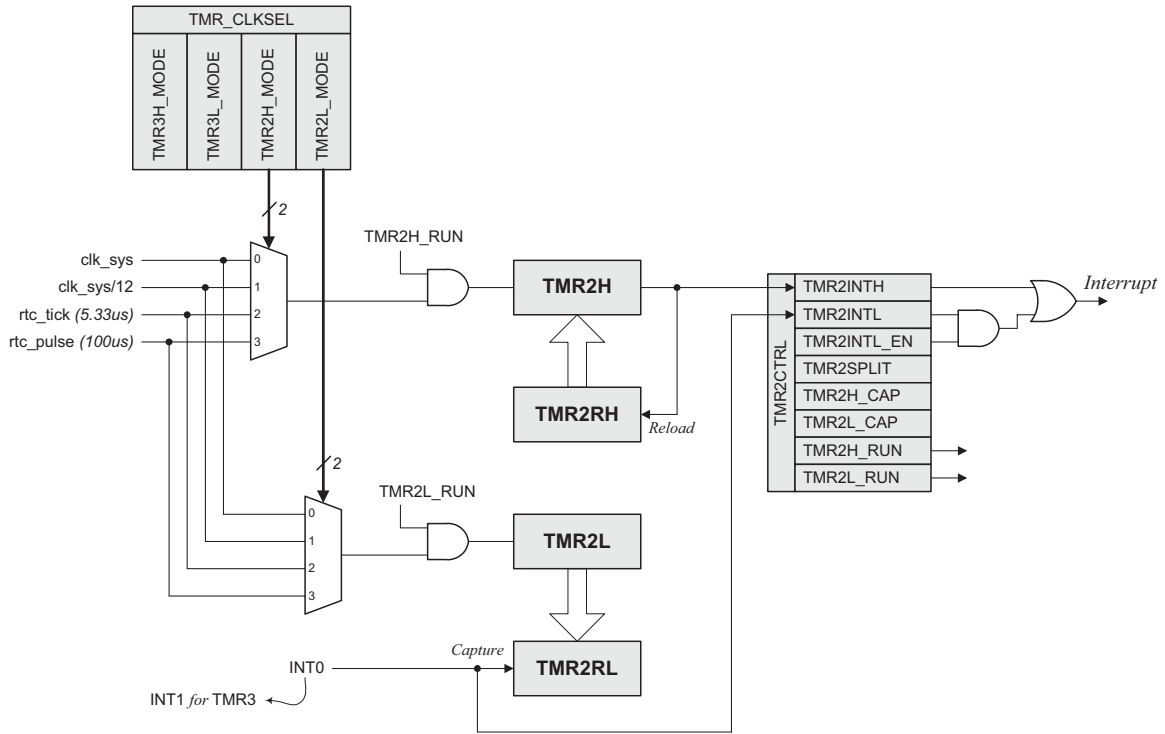 TMR_CLKSEL
TMR3H_MODE
TMR3L_MODE
TMR2H_MODE
TMR2L_MODE
2
TMR2H_RUN
clk_sys
clk_sys/12
rtc_tick (5.33us)
rtc_pulse (100us)
0
1
2
3
TMR2H
TMR2RH
Reload
TMR2CTRL
TMR2INTH
TMR2INTL
TMR2INTL_EN
TMR2SPLIT
TMR2H_CAP
TMR2L_CAP
TMR2H_RUN
TMR2L_RUN
Interrupt
2
TMR2L_RUN
0
1
2
3
TMR2L
Capture
TMR2RL
INT0
INT1 for TMR3